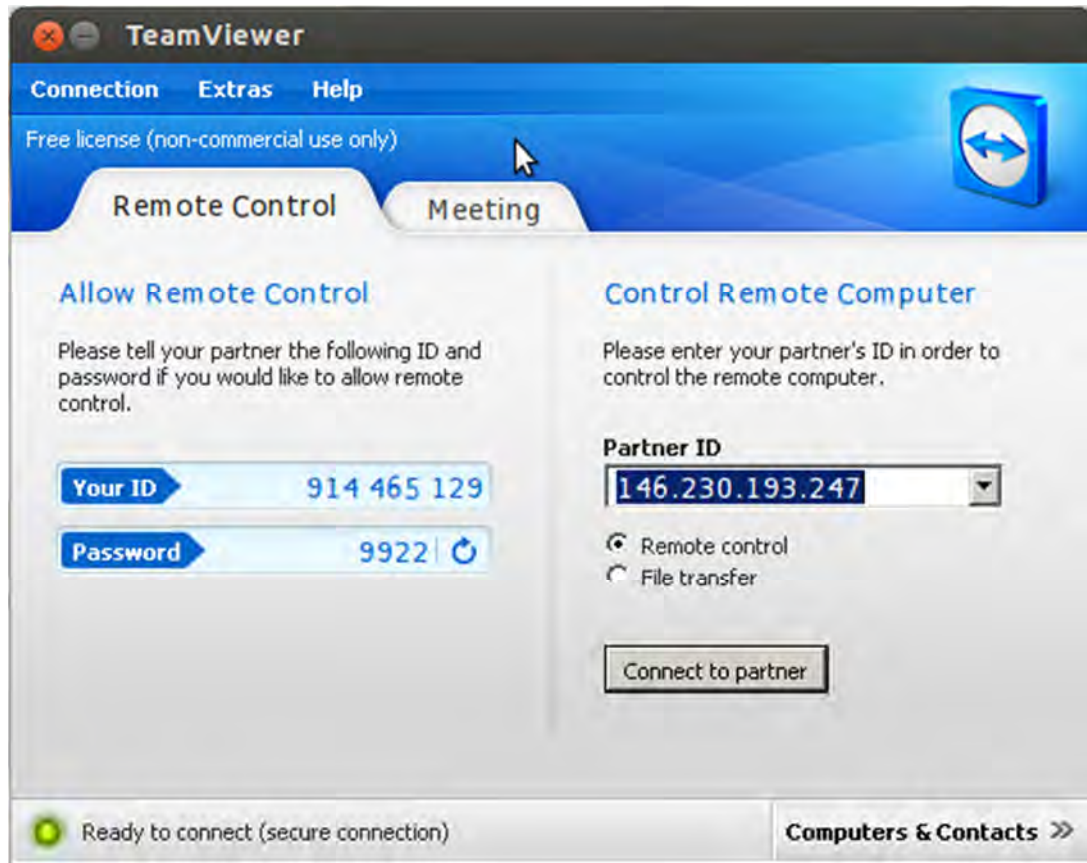 TeamViewer
Connection Extras Help
Free license (non-commercial use only)
Remote Control Meeting
Allow Remote Control
Please tell your partner the following ID and
password if you would like to allow remote
control.
Your ID 914 465 129
Password 9922
Control Remote Computer
Please enter your partner's ID in order to
control the remote computer.
Partner ID
146.230.193.247
Remote control
File transfer
Connect to partner
Ready to connect (secure connection)
Computers & Contacts >>